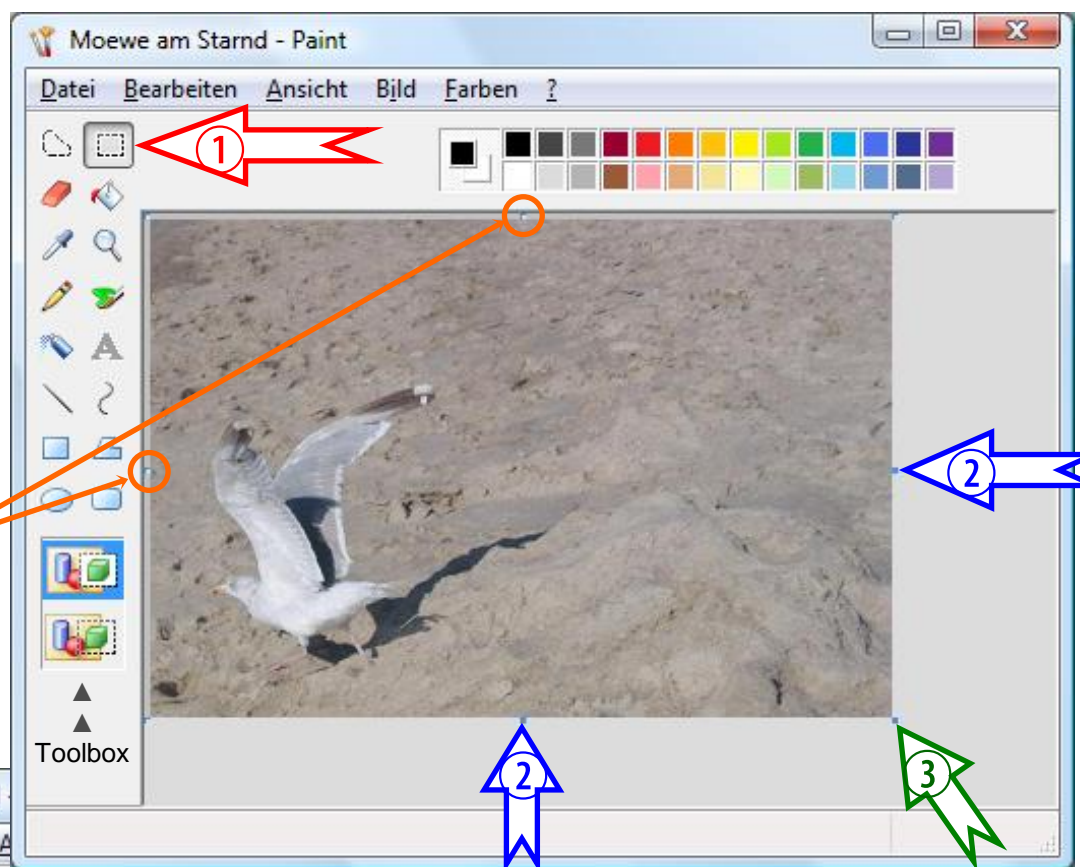 Moewe am Starnd - Paint
Datei Bearbeiten Ansicht Bild Farben ?
1
A
2
2
3
Toolbox
A